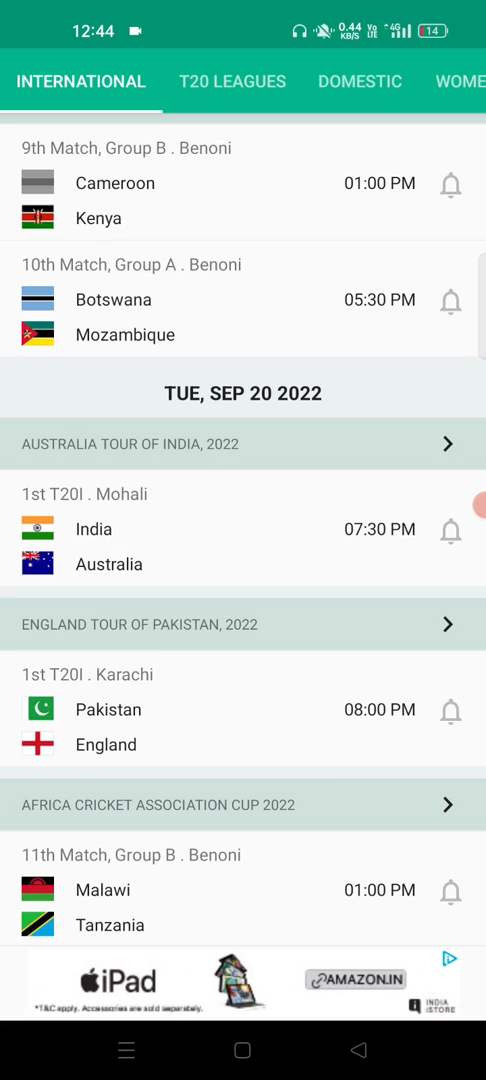 12:44
0.44 KB/S VoLTE 4G 14
INTERNATIONAL T20 LEAGUES DOMESTIC WOME
9th Match, Group B . Benoni
Cameroon 01:00 PM
Kenya
10th Match, Group A . Benoni
Botswana 05:30 PM
Mozambique
TUE, SEP 20 2022
AUSTRALIA TOUR OF INDIA, 2022
1st T20I . Mohali
India 07:30 PM
Australia
ENGLAND TOUR OF PAKISTAN, 2022
1st T20I . Karachi
Pakistan 08:00 PM
England
AFRICA CRICKET ASSOCIATION CUP 2022
11th Match, Group B . Benoni
Malawi 01:00 PM
Tanzania
iPad AMAZON.IN
*T&C apply. Accessories are sold separately. INDIA iSTORE